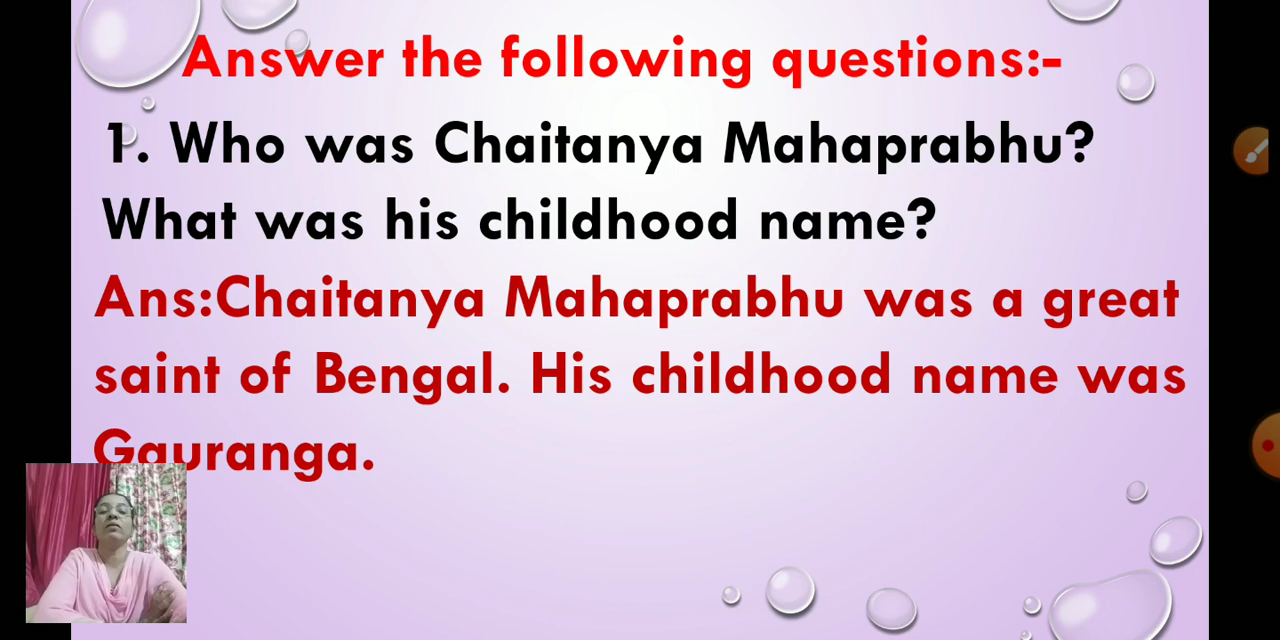 Answer the following questions:-
1. Who was Chaitanya Mahaprabhu?
What was his childhood name?
Ans:Chaitanya Mahaprabhu was a great
saint of Bengal. His childhood name was
Gauranga.